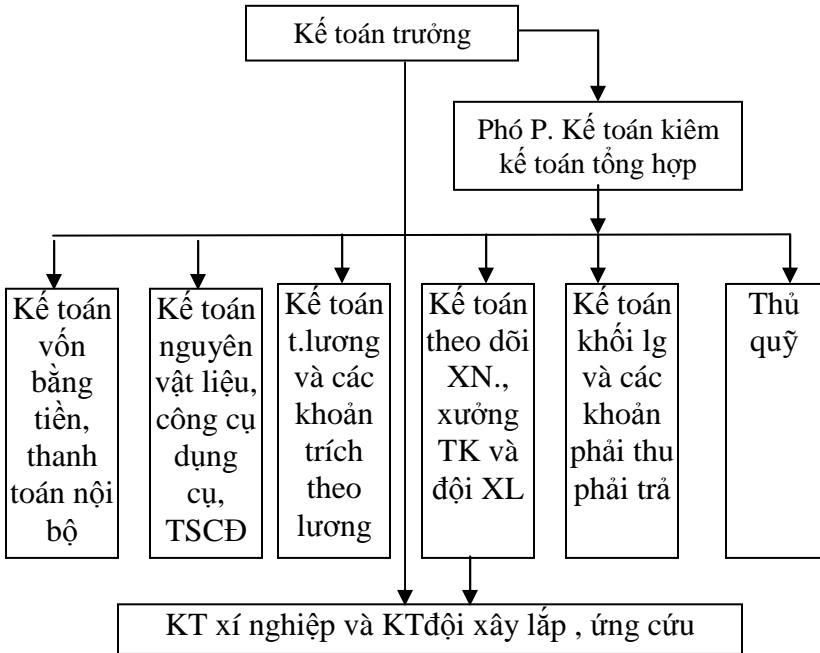 Kế toán trưởng
Phó P. Kế toán kiêm
kế toán tổng hợp
Kế toán
vốn
bằng
tiền,
thanh
toán nội
bộ
Kế toán
nguyên
vật liệu,
công cụ
dụng
cụ,
TSCĐ
Kế toán
t.lương
và các
khoản
trích
theo
lương
Kế toán
theo dõi
XN.,
xưởng
TK và
đội XL
Kế toán
khối lg
và các
khoản
phải thu
phải trả
Thủ
quỹ
KT xí nghiệp và KTđội xây lắp , ứng cứu